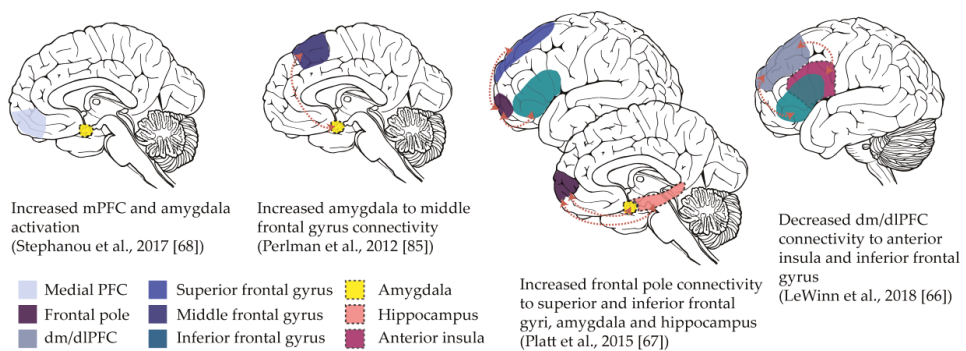 Increased mPFC and amygdala
activation
(Stephanou et al., 2017 [68])
Increased amygdala to middle
frontal gyrus connectivity
(Perlman et al., 2012 [85])
Increased frontal pole connectivity
to superior and inferior frontal
gyri, amygdala and hippocampus
(Platt et al., 2015 [67])
Decreased dm/dlPFC
connectivity to anterior
insula and inferior frontal
gyrus
(LeWinn et al., 2018 [66])
Medial PFC
Frontal pole
dm/dlPFC
Superior frontal gyrus
Middle frontal gyrus
Inferior frontal gyrus
Amygdala
Hippocampus
Anterior insula